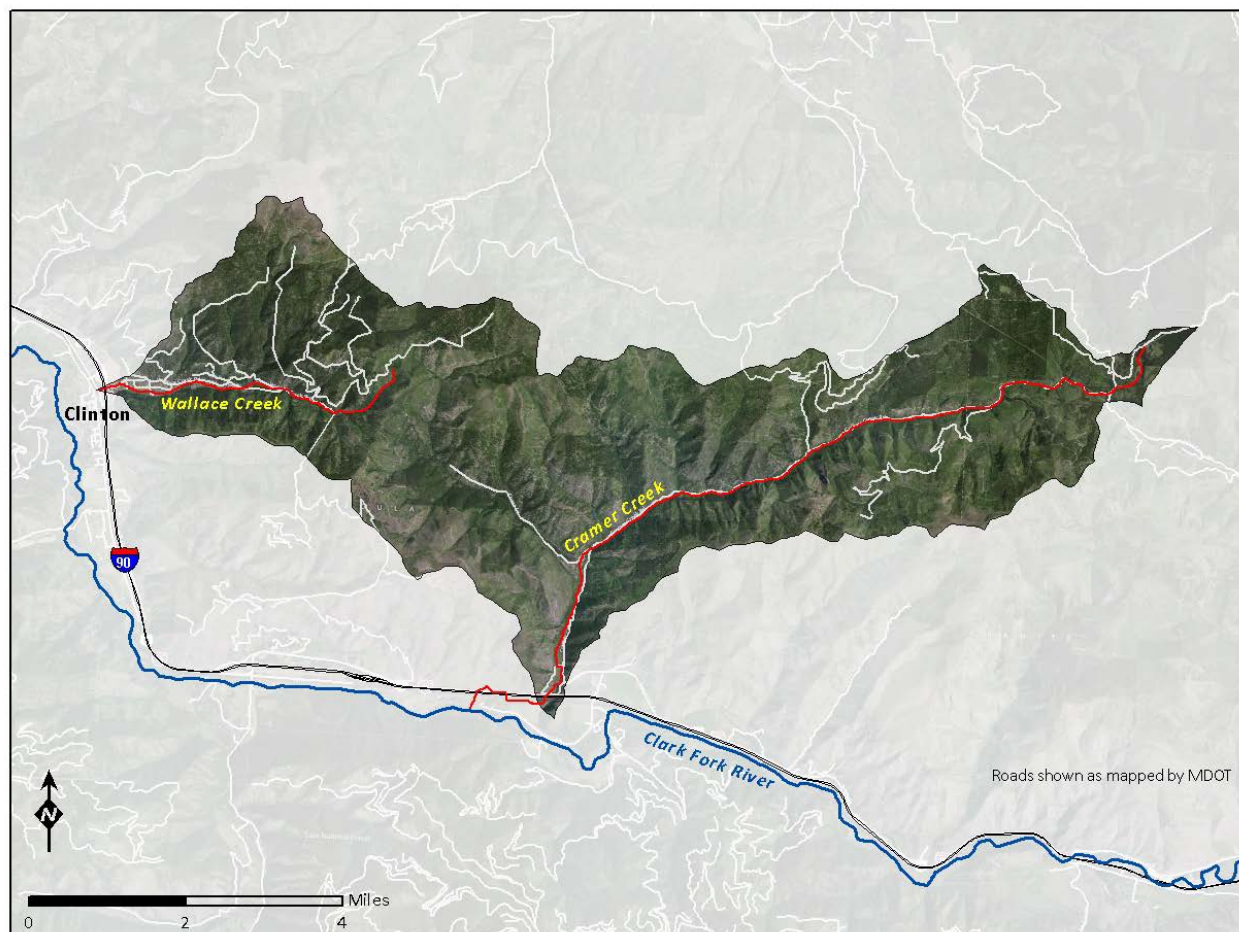 Wallace Creek
Clinton
ULA
Cramer Creek
90
Clark Fork River
Roads shown as mapped by MDOT
N
Miles
0 2 4